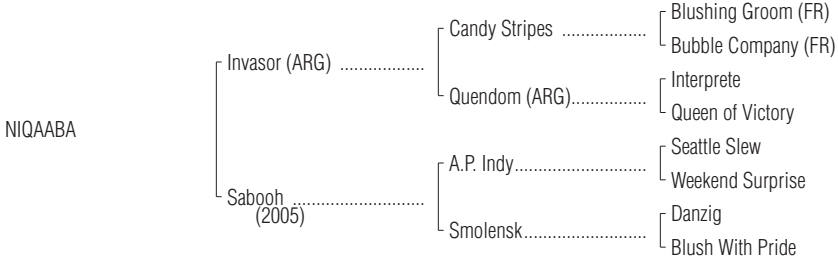 Blushing Groom (FR)
Candy Stripes ..................
Bubble Company (FR)
Invasor (ARG) ..................
Interprete
Quendom (ARG)................
Queen of Victory
NIQAABA
Seattle Slew
A.P. Indy............................
Weekend Surprise
Sabooh ............................
(2005)
Danzig
Smolensk..........................
Blush With Pride